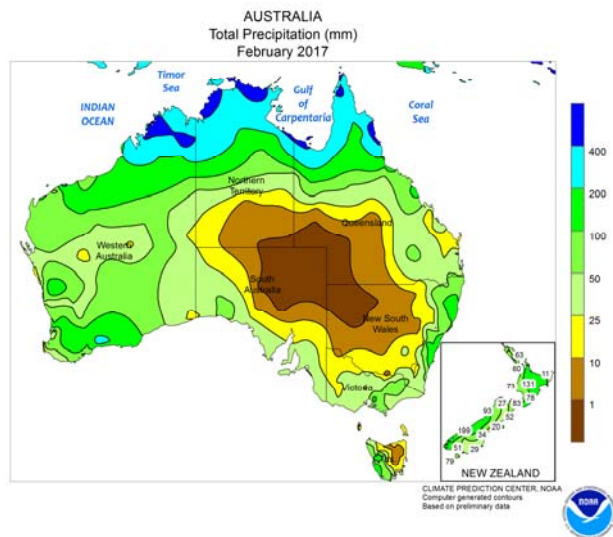 AUSTRALIA
Total Precipitation (mm)
February 2017
Timor
Sea
INDIAN
OCEAN
Gulf
of
Carpentaria
Coral
Sea
Northern
Territory
Queensland
Western
Australia
South
Australia
New South
Wales
Victoria
400
200
100
50
25
10
1
63
60
11
131
71
78
27
83
93
52
20
199
34
51
29
79
NEW ZEALAND
CLIMATE PREDICTION CENTER, NOAA
Computer generated contours
Based on preliminary data
NOAA